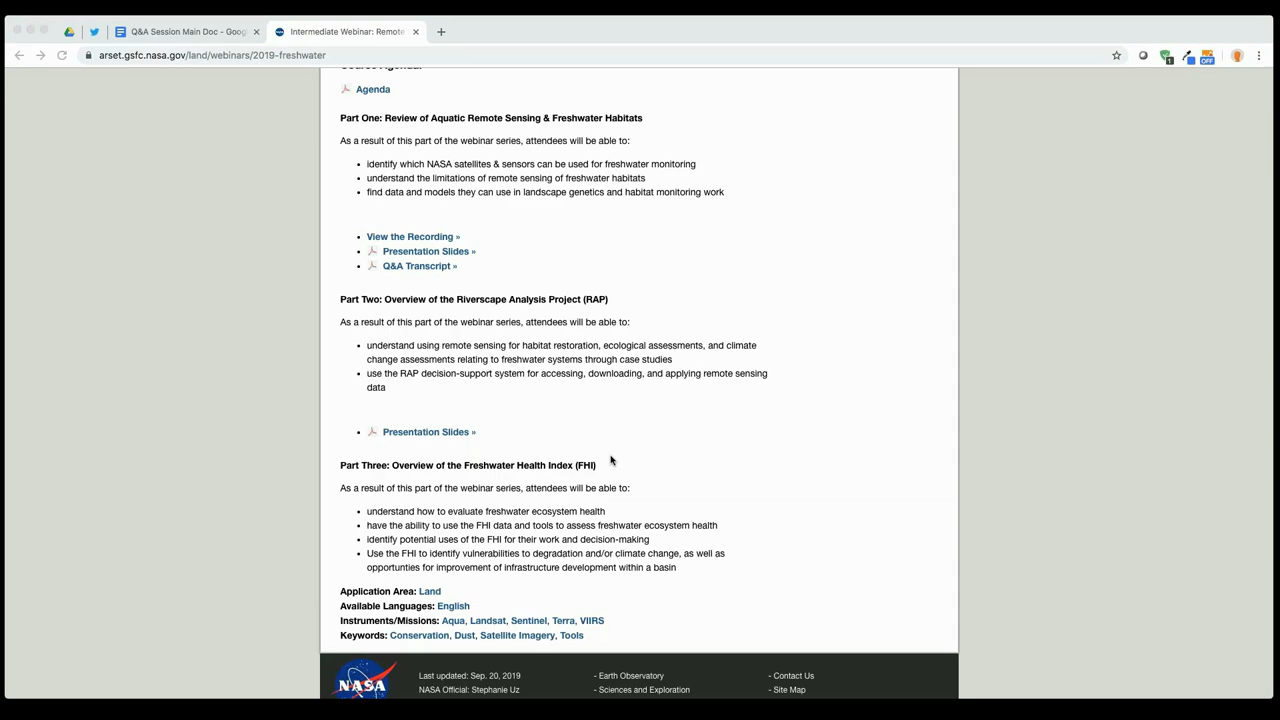 Q&A Session Main Doc - Goog
Intermediate Webinar: Remote
arset.gsfc.nasa.gov/land/webinars/2019-freshwater
1
OFF
Course Agenda:
Agenda
Part One: Review of Aquatic Remote Sensing & Freshwater Habitats
As a result of this part of the webinar series, attendees will be able to:
• identify which NASA satellites & sensors can be used for freshwater monitoring
• understand the limitations of remote sensing of freshwater habitats
• find data and models they can use in landscape genetics and habitat monitoring work
• View the Recording »
• Presentation Slides »
• Q&A Transcript »
Part Two: Overview of the Riverscape Analysis Project (RAP)
As a result of this part of the webinar series, attendees will be able to:
• understand using remote sensing for habitat restoration, ecological assessments, and climate
change assessments relating to freshwater systems through case studies
• use the RAP decision-support system for accessing, downloading, and applying remote sensing
data
• Presentation Slides »
Part Three: Overview of the Freshwater Health Index (FHI)
As a result of this part of the webinar series, attendees will be able to:
• understand how to evaluate freshwater ecosystem health
• have the ability to use the FHI data and tools to assess freshwater ecosystem health
• identify potential uses of the FHI for their work and decision-making
• Use the FHI to identify vulnerabilities to degradation and/or climate change, as well as
opportunities for improvement of infrastructure development within a basin
Application Area: Land
Available Languages: English
Instruments/Missions: Aqua, Landsat, Sentinel, Terra, VIIRS
Keywords: Conservation, Dust, Satellite Imagery, Tools
NASA
Last updated: Sep. 20, 2019
NASA Official: Stephanie Uz
- Earth Observatory
- Sciences and Exploration
- Contact Us
- Site Map